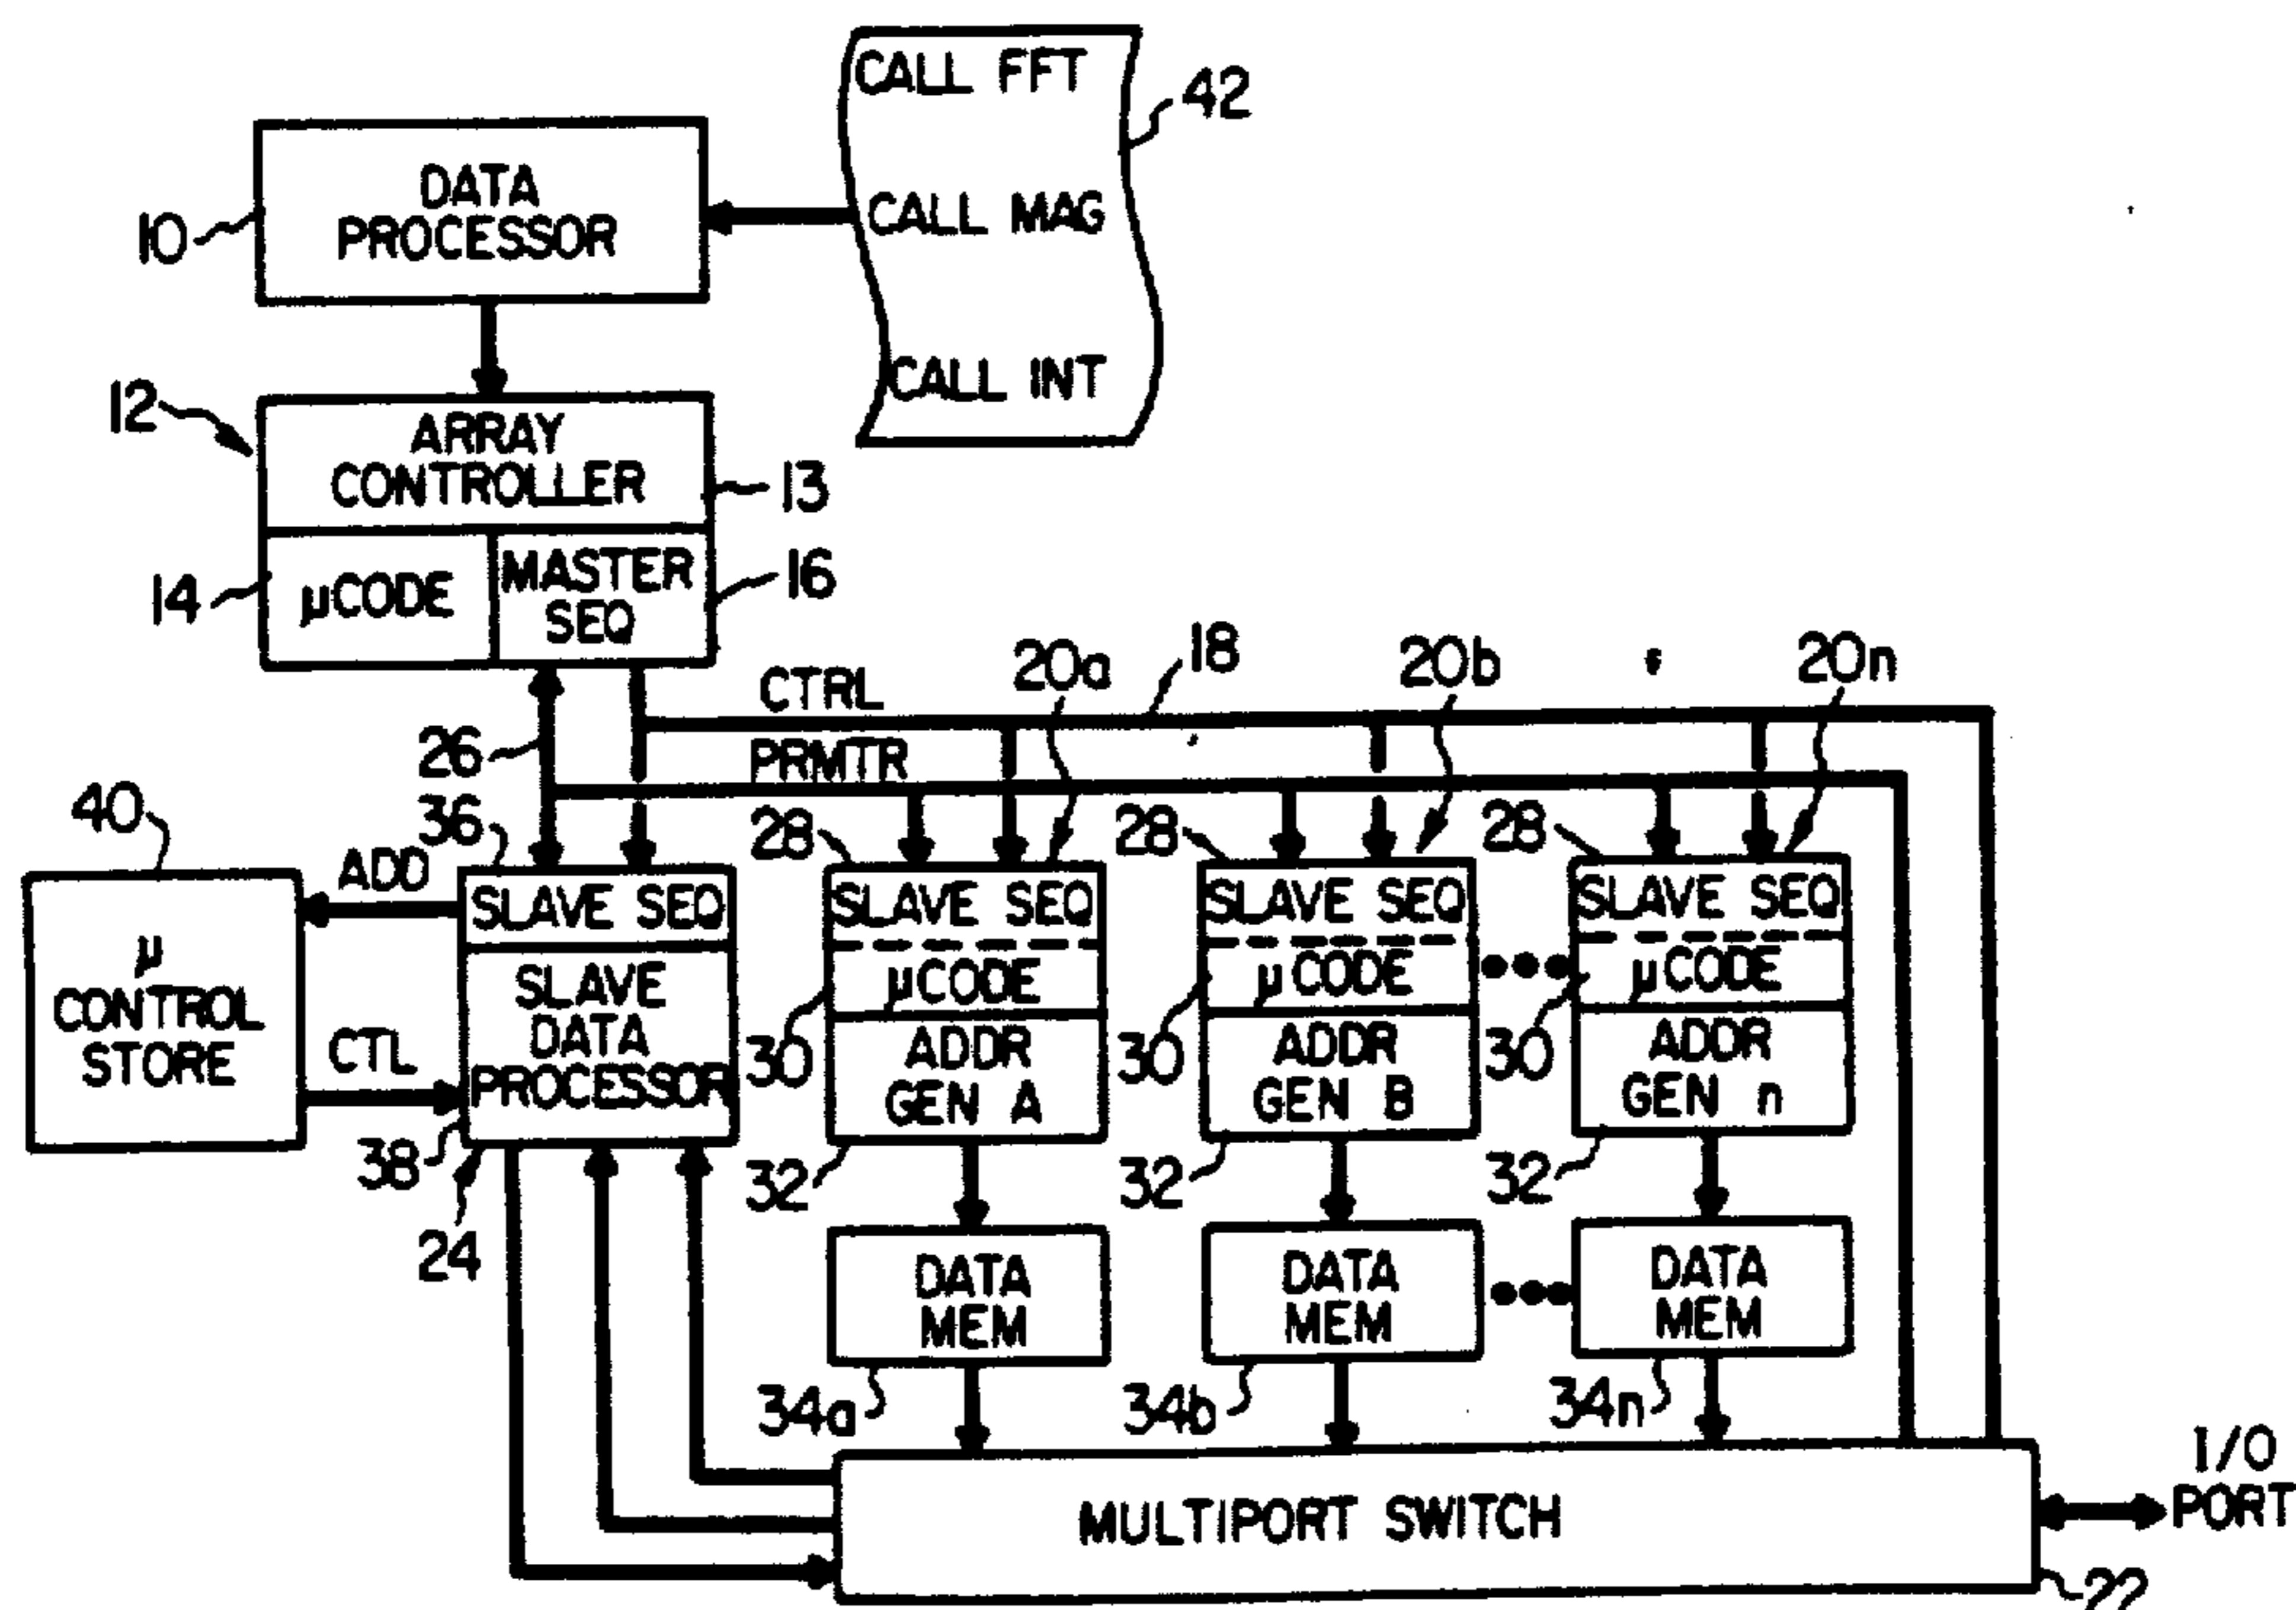 CALL FFT
42
CALL MAG
CALL INT
DATA
PROCESSOR
10
12
ARRAY
CONTROLLER
13
14
µCODE
MASTER
SEQ
16
CTRL
18
20a
20b
20n
26
PRMTR
40
ADD
36
28
28
28
µ
CONTROL
STORE
CTL
SLAVE SEQ
SLAVE
DATA
PROCESSOR
38
24
SLAVE SEQ
µCODE
30
ADDR
GEN A
32
SLAVE SEQ
µCODE
30
ADDR
GEN B
32
SLAVE SEQ
µCODE
30
ADDR
GEN n
32
DATA
MEM
34a
DATA
MEM
34b
DATA
MEM
34n
MULTIPORT SWITCH
I/O
PORT
22